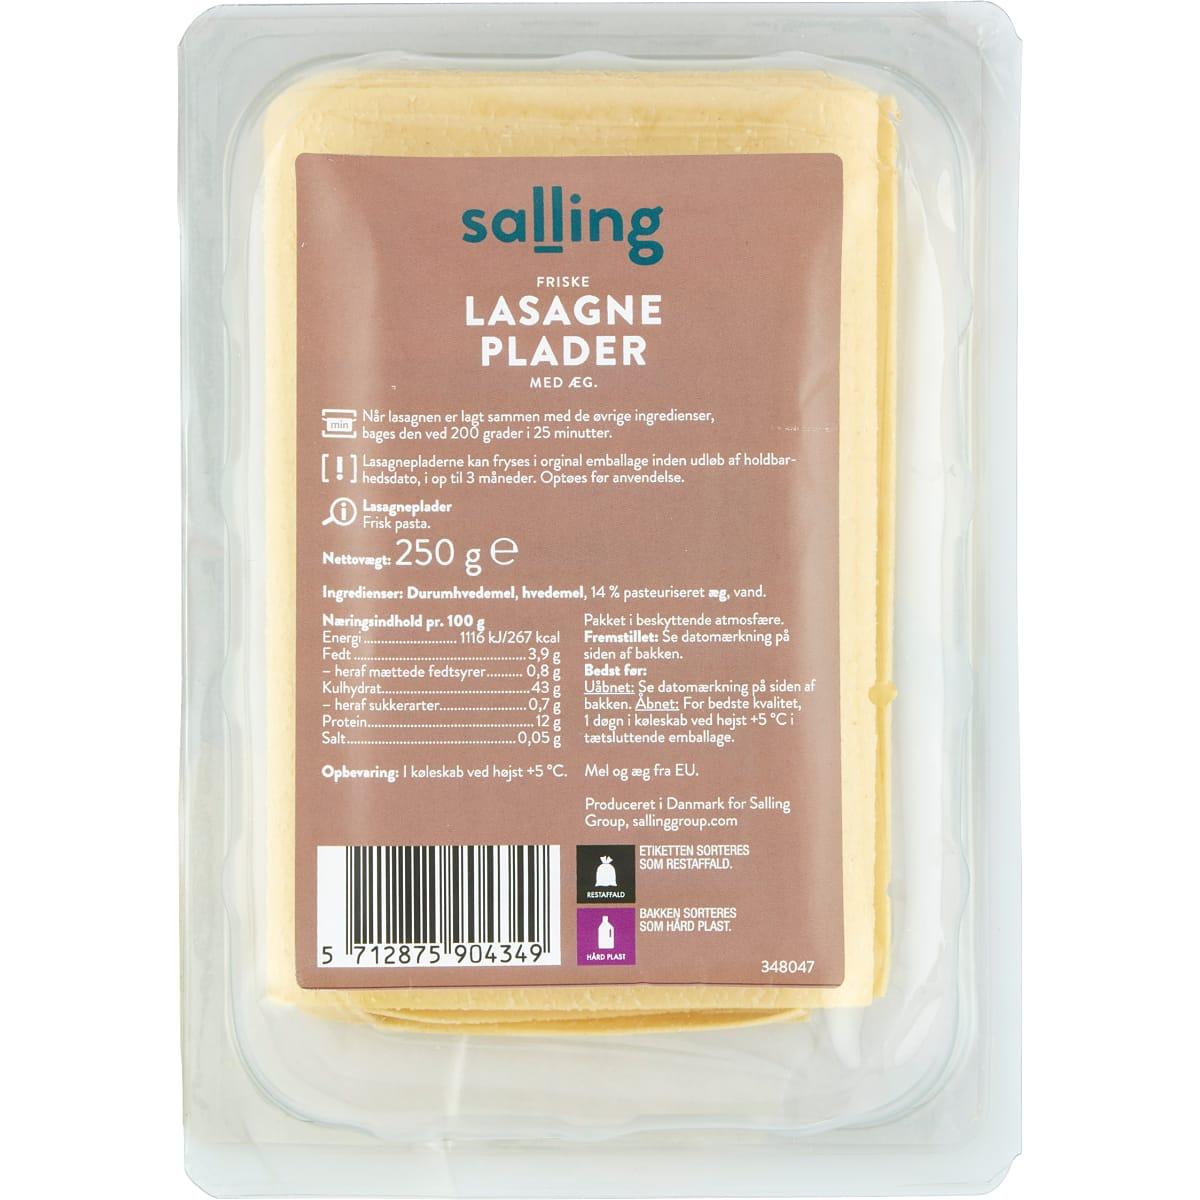 salling
FRISKE
LASAGNE
PLADER
MED ÆG.
min
Når lasagnen er lagt sammen med de øvrige ingredienser,
bages den ved 200 grader i 25 minutter.
[!]
Lasagnepladerne kan fryses i orginal emballage inden udløb af holdbar-
hedsdato, i op til 3 måneder. Optøes før anvendelse.
i
Lasagneplader
Frisk pasta.
Nettovægt: 250 g ℮
Ingredienser: Durumhvedemel, hvedemel, 14 % pasteuriseret æg, vand.
Næringsindhold pr. 100 g
Energi.................... 1116 kJ/267 kcal
Fedt.................................3,9 g
– heraf mættede fedtsyrer......... 0,8 g
Kulhydrat..............................43 g
– heraf sukkerarter..................0,7 g
Protein.................................12 g
Salt...................................0,05 g
Opbevaring: I køleskab ved højst +5 °C.
Pakket i beskyttende atmosfære.
Fremstillet: Se datomærkning på
siden af bakken.
Bedst før:
Uåbnet: Se datomærkning på siden af
bakken. Åbnet: For bedste kvalitet,
1 døgn i køleskab ved højst +5 °C i
tætsluttende emballage.
Mel og æg fra EU.
Produceret i Danmark for Salling
Group, sallinggroup.com
5 712875 904349
RESTAFFALD
ETIKETTEN SORTERES
SOM RESTAFFALD.
HÅRD PLAST
BAKKEN SORTERES
SOM HÅRD PLAST.
348047